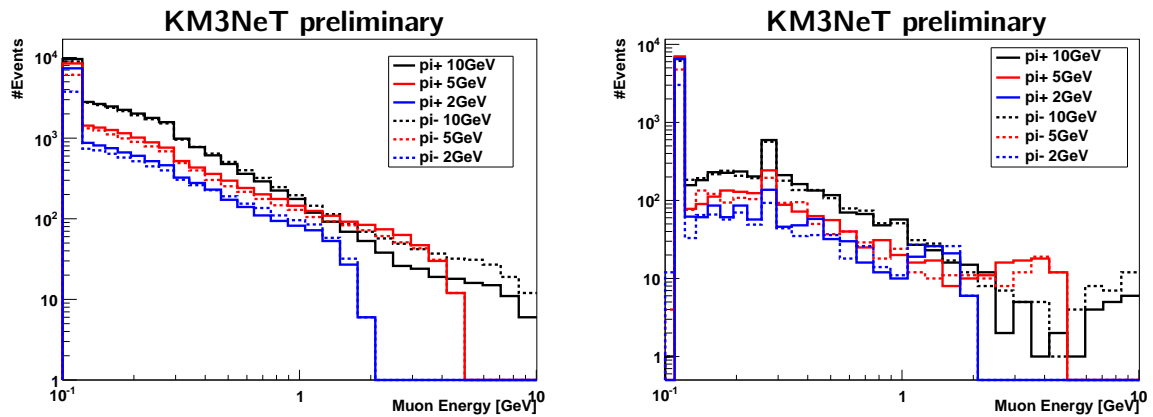 KM3NeT preliminary
#Events
10^4
10^3
10^2
10
1
pi+ 10GeV
pi+ 5GeV
pi+ 2GeV
pi- 10GeV
pi- 5GeV
pi- 2GeV
10^-1
1
10
Muon Energy [GeV]
KM3NeT preliminary
#Events
10^4
10^3
10^2
10
1
pi+ 10GeV
pi+ 5GeV
pi+ 2GeV
pi- 10GeV
pi- 5GeV
pi- 2GeV
10^-1
1
10
Muon Energy [GeV]